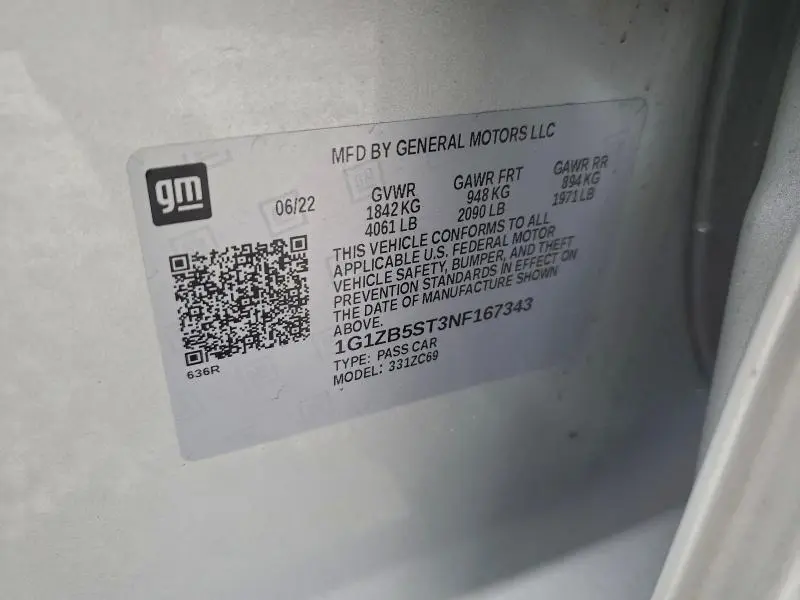 MFD BY GENERAL MOTORS LLC
gm
06/22
GVWR
1842 KG
4061 LB
GAWR FRT
948 KG
2090 LB
GAWR RR
894 KG
1971 LB
THIS VEHICLE CONFORMS TO ALL
APPLICABLE U.S. FEDERAL MOTOR
VEHICLE SAFETY, BUMPER, AND THEFT
PREVENTION STANDARDS IN EFFECT ON
THE DATE OF MANUFACTURE SHOWN
ABOVE.
1G1ZB5ST3NF167343
TYPE: PASS CAR
MODEL: 331ZC69
636R